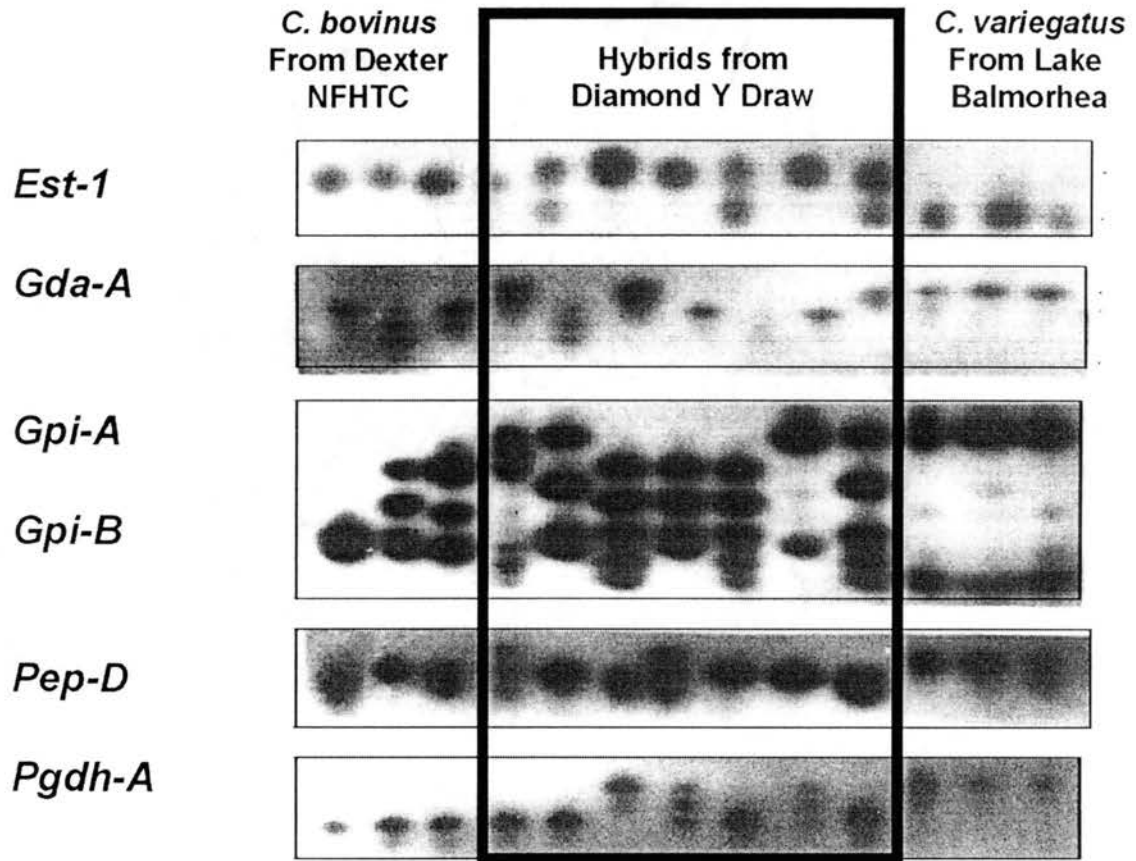 C. bovinus
From Dexter
NFHTC
Hybrids from
Diamond Y Draw
C. variegatus
From Lake
Balmorhea
Est-1
Gda-A
Gpi-A
Gpi-B
Pep-D
Pgdh-A